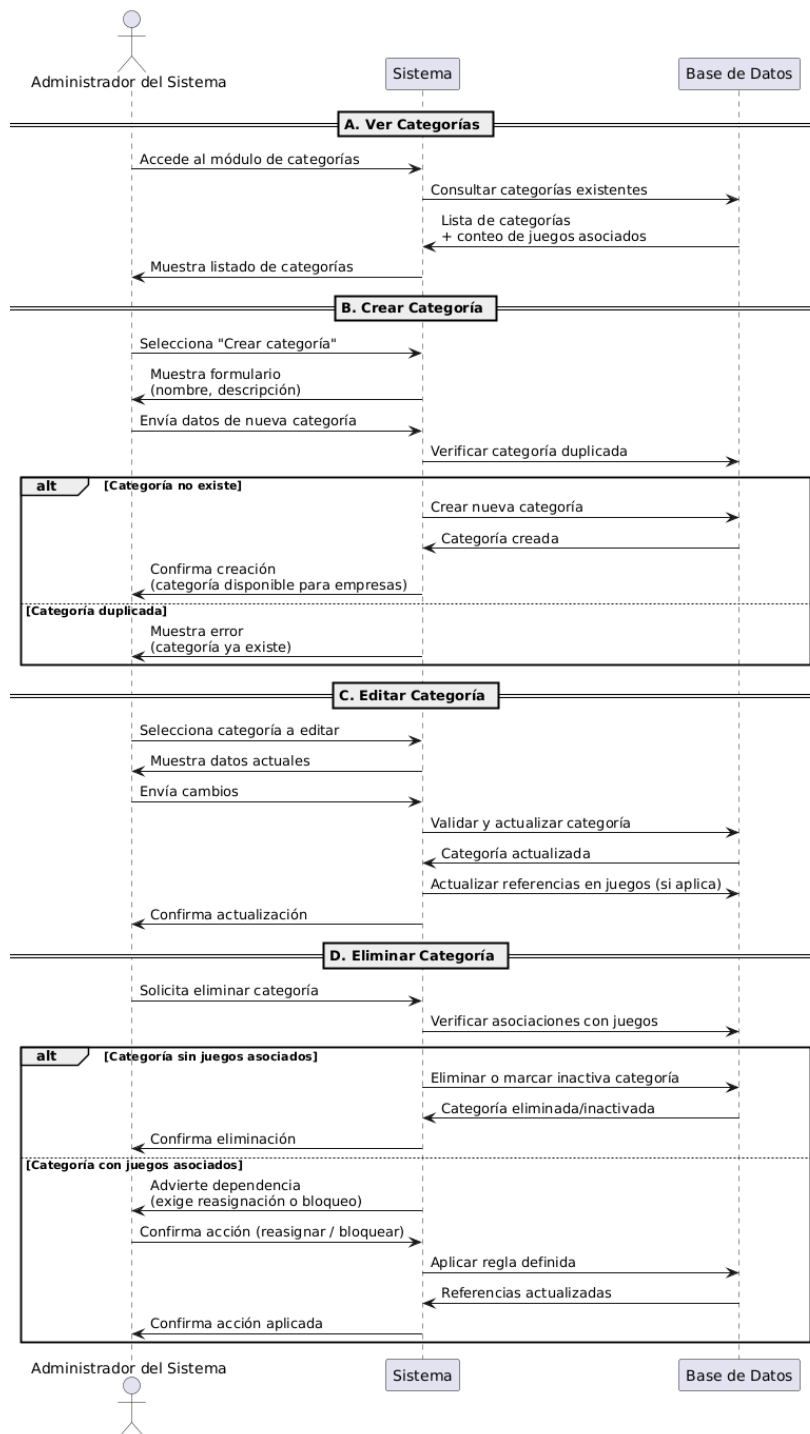 Administrador del Sistema
Sistema
Base de Datos
A. Ver Categorías
Accede al módulo de categorías
Consultar categorías existentes
Lista de categorías
+ conteo de juegos asociados
Muestra listado de categorías
B. Crear Categoría
Selecciona "Crear categoría"
Muestra formulario
(nombre, descripción)
Envía datos de nueva categoría
Verificar categoría duplicada
alt [Categoría no existe]
Crear nueva categoría
Categoría creada
Confirma creación
(categoría disponible para empresas)
[Categoría duplicada]
Muestra error
(categoría ya existe)
C. Editar Categoría
Selecciona categoría a editar
Muestra datos actuales
Envía cambios
Validar y actualizar categoría
Categoría actualizada
Actualizar referencias en juegos (si aplica)
Confirma actualización
D. Eliminar Categoría
Solicita eliminar categoría
Verificar asociaciones con juegos
alt [Categoría sin juegos asociados]
Eliminar o marcar inactiva categoría
Categoría eliminada/inactivada
Confirma eliminación
[Categoría con juegos asociados]
Advierte dependencia
(exige reasignación o bloqueo)
Confirma acción (reasignar / bloquear)
Aplicar regla definida
Referencias actualizadas
Confirma acción aplicada
Administrador del Sistema
Sistema
Base de Datos